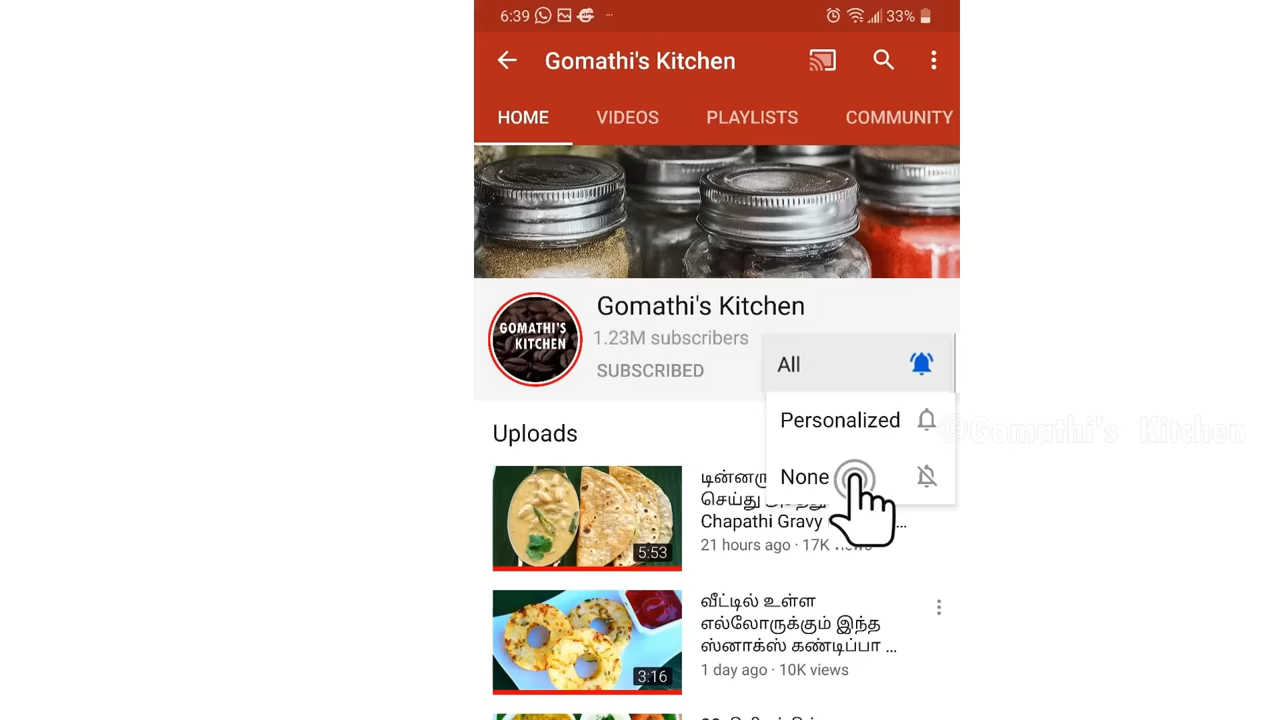 6:39
33%
Gomathi's Kitchen
HOME VIDEOS PLAYLISTS COMMUNITY
GOMATHI'S
KITCHEN
Gomathi's Kitchen
1.23M subscribers
SUBSCRIBED
All
Personalized
None
@Gomathi's Kitchen
Uploads
5:53
செய்து
Chapathi Gravy ...
21 hours ago · 17K views
வீட்டில் உள்ள
எல்லோருக்கும் இந்த
ஸ்னாக்ஸ் கண்டிப்பா ...
1 day ago · 10K views
3:16